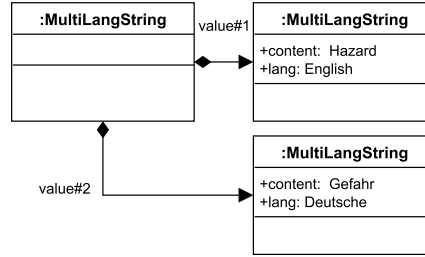 :MultiLangString
value#1
:MultiLangString
+content:  Hazard
+lang: English
value#2
:MultiLangString
+content:  Gefahr
+lang: Deutsche